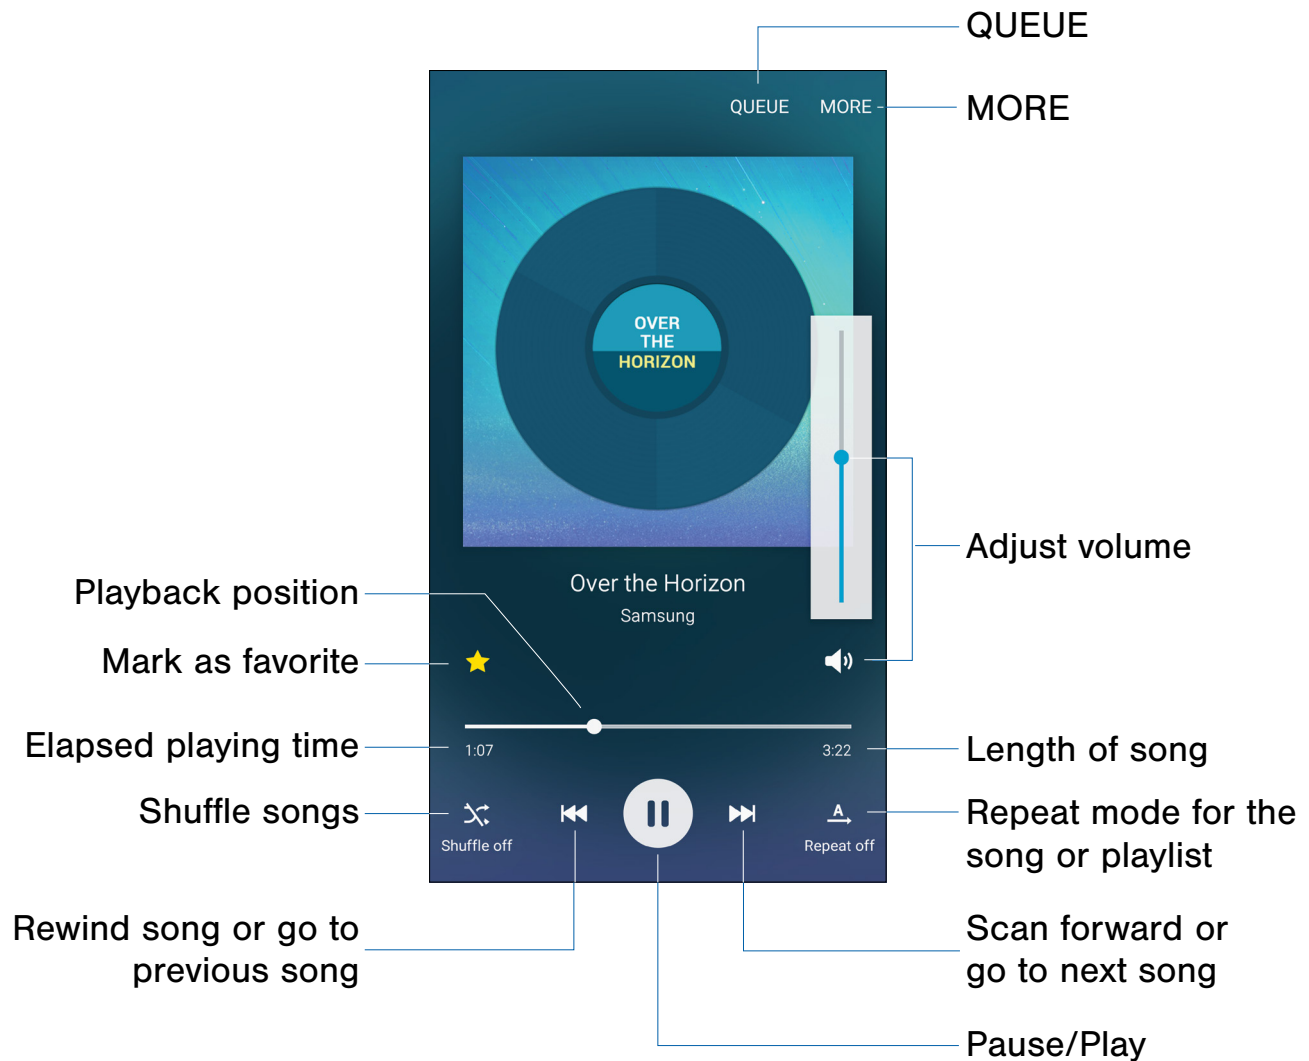 QUEUE
MORE
QUEUE MORE
OVER
THE
HORIZON
Adjust volume
Over the Horizon
Samsung
Playback position
Mark as favorite
Elapsed playing time
1:07
3:22
Length of song
Shuffle songs
Shuffle off
A
Repeat off
Repeat mode for the
song or playlist
Rewind song or go to
previous song
Scan forward or
go to next song
Pause/Play